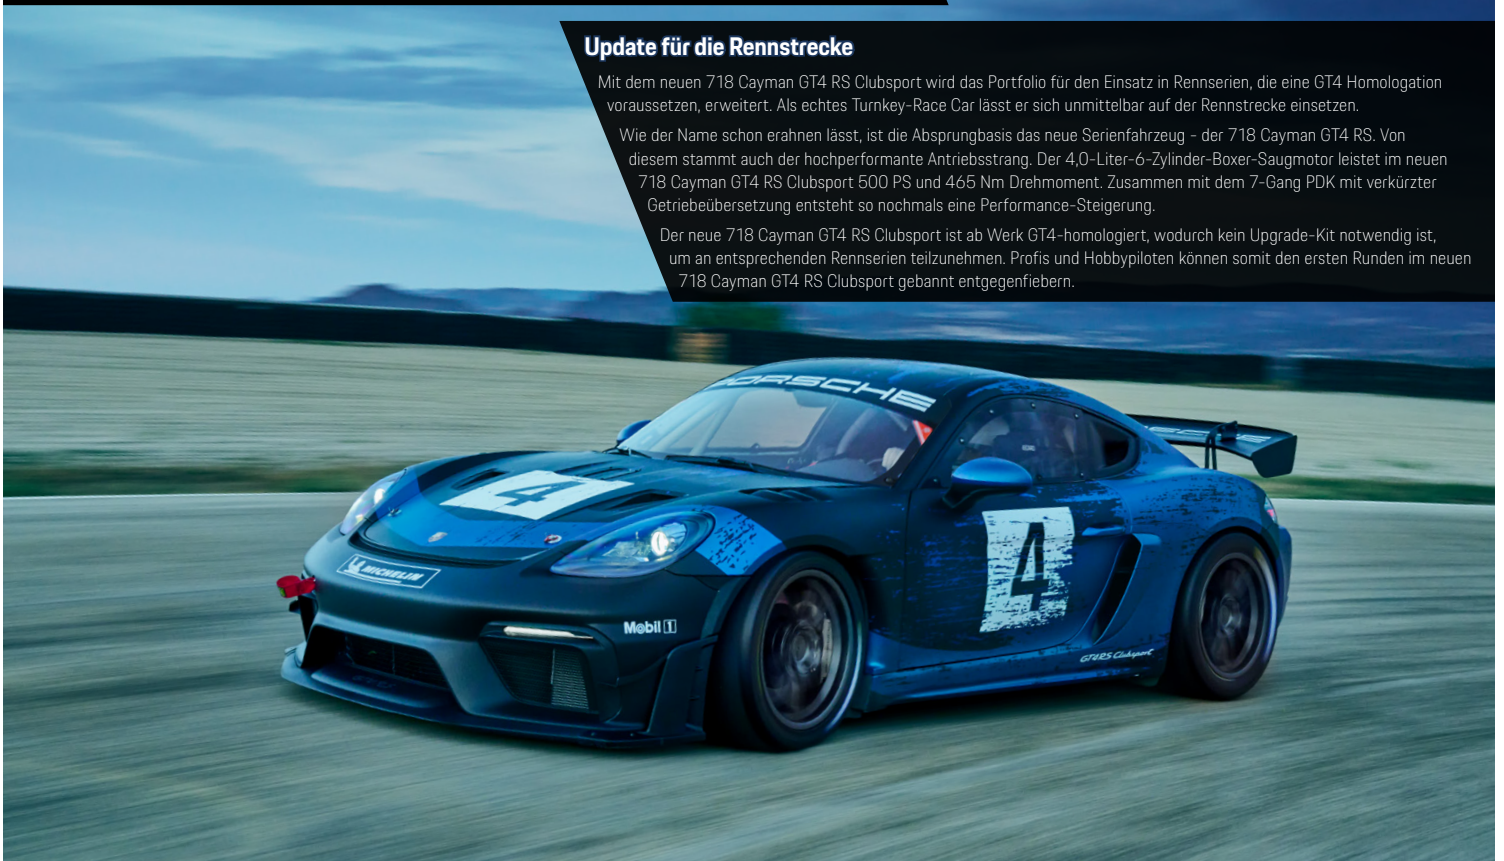 Update für die Rennstrecke
Mit dem neuen 718 Cayman GT4 RS Clubsport wird das Portfolio für den Einsatz in Rennserien, die eine GT4 Homologation
voraussetzen, erweitert. Als echtes Turnkey-Race Car lässt er sich unmittelbar auf der Rennstrecke einsetzen.
Wie der Name schon erahnen lässt, ist die Absprungbasis das neue Serienfahrzeug - der 718 Cayman GT4 RS. Von
diesem stammt auch der hochperformante Antriebsstrang. Der 4,0-Liter-6-Zylinder-Boxer-Saugmotor leistet im neuen
718 Cayman GT4 RS Clubsport 500 PS und 465 Nm Drehmoment. Zusammen mit dem 7-Gang PDK mit verkürzter
Getriebeübersetzung entsteht so nochmals eine Performance-Steigerung.
Der neue 718 Cayman GT4 RS Clubsport ist ab Werk GT4-homologiert, wodurch kein Upgrade-Kit notwendig ist,
um an entsprechenden Rennserien teilzunehmen. Profis und Hobbypiloten können somit den ersten Runden im neuen
718 Cayman GT4 RS Clubsport gebannt entgegenfiebern.
PORSCHE
4
4
MICHELIN
Mobil 1
GT4RS Clubsport